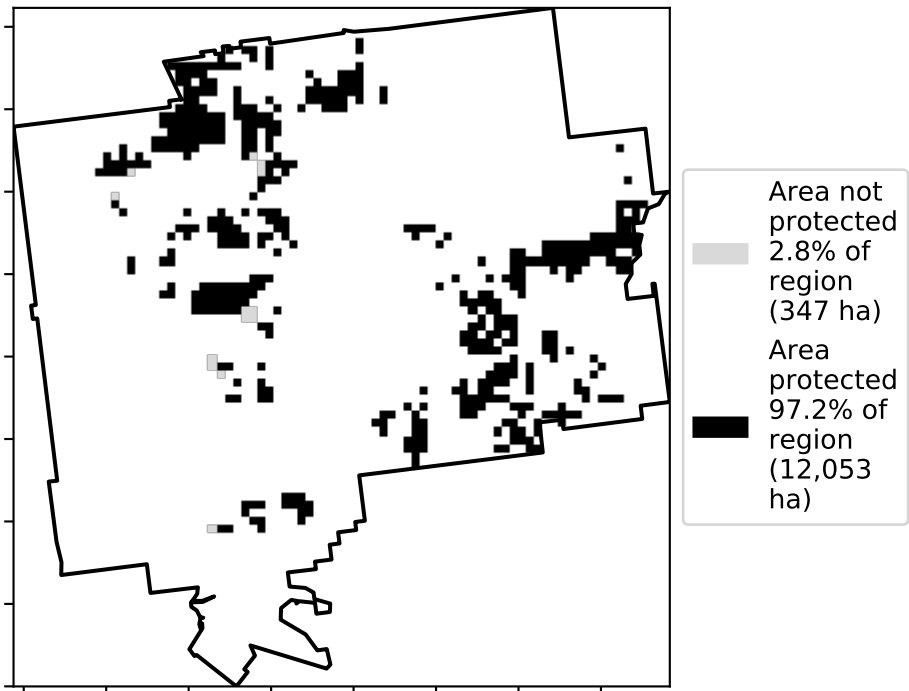 Area not
protected
2.8% of
region
(347 ha)
Area
protected
97.2% of
region
(12,053
ha)